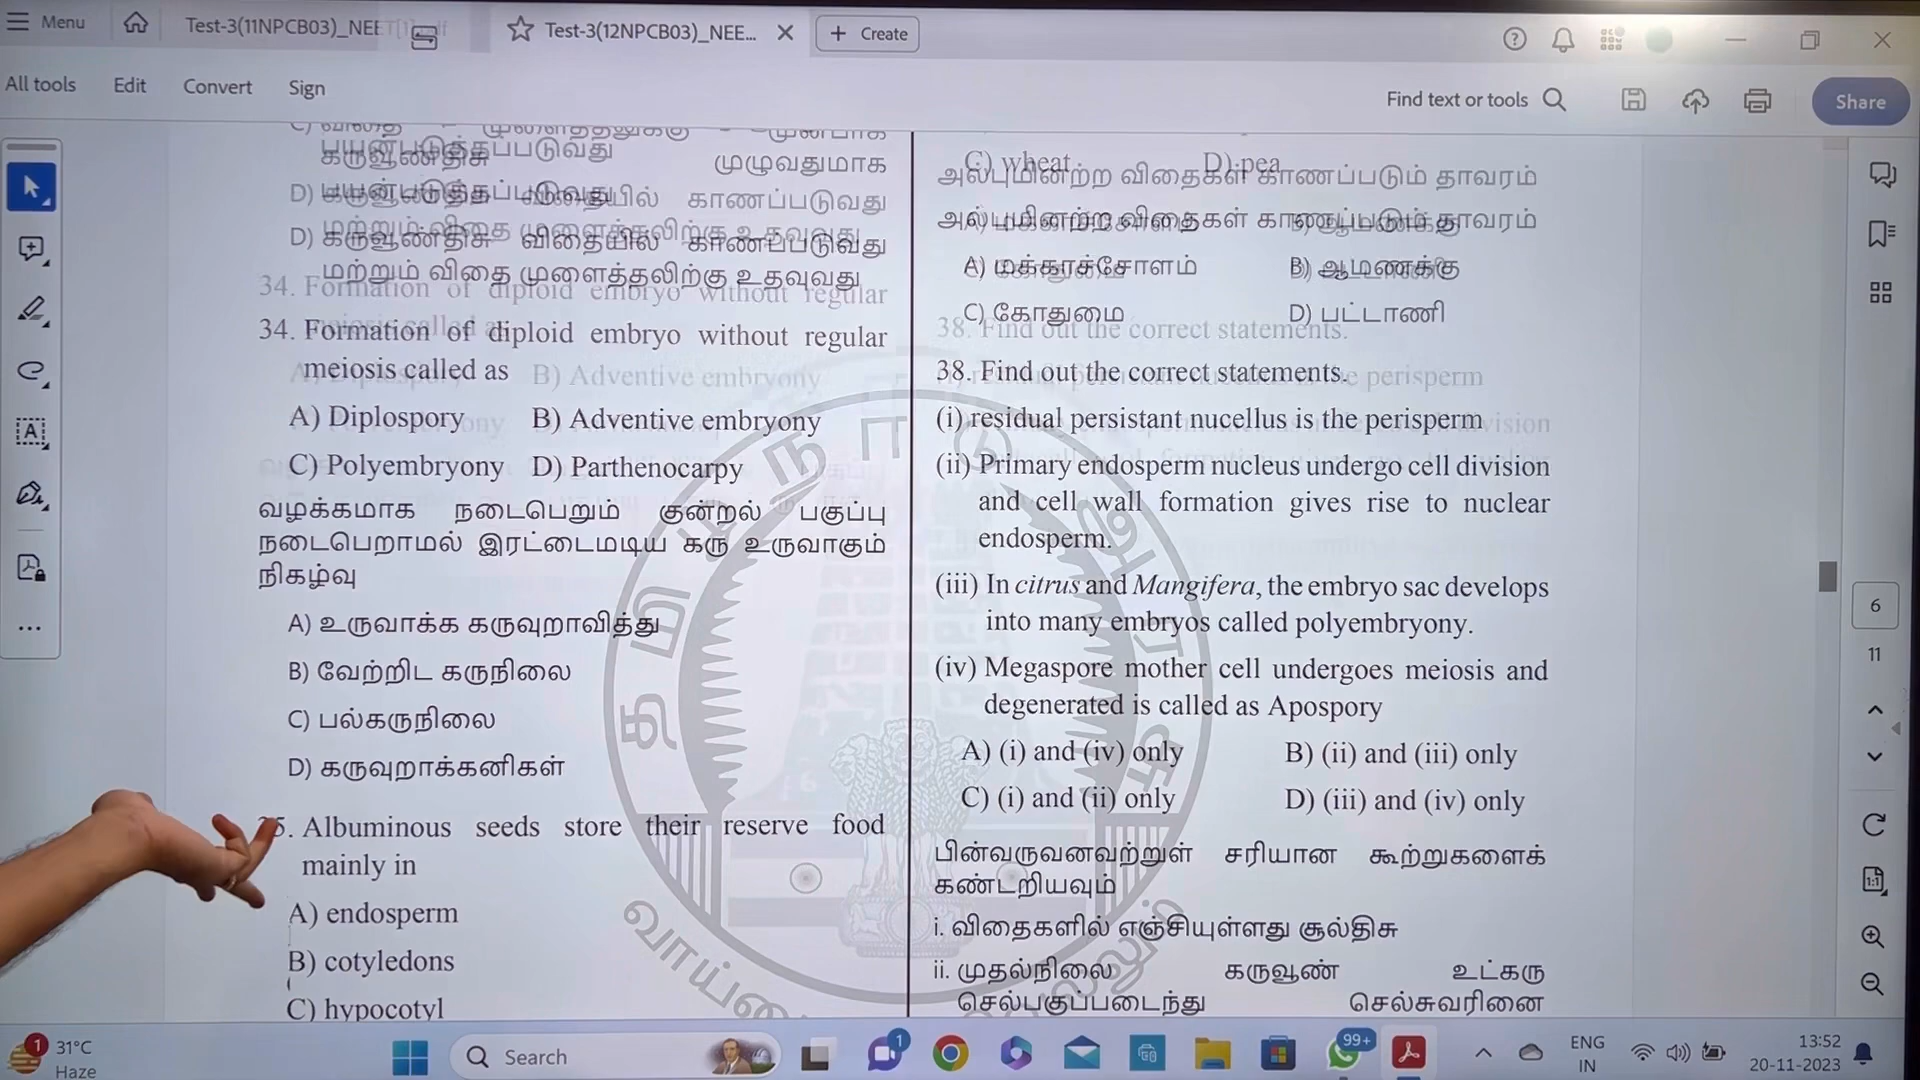 Menu
Test-3(11NPCB03)_NEET[1].pdf
Test-3(12NPCB03)_NEE...
Create
All tools
Edit
Convert
Sign
Find text or tools
Share
முழுவதுமாக
D)
D) கருவூண்திசு விதையில் காணப்படுவது
மற்றும் விதை முளைத்தலிற்கு உதவுவது
34. Formation of diploid embryo without regular
meiosis called as
A) Diplospory B) Adventive embryony
C) Polyembryony D) Parthenocarpy
வழக்கமாக நடைபெறும் குன்றல் பகுப்பு
நடைபெறாமல் இரட்டைமடிய கரு உருவாகும்
நிகழ்வு
A) உருவாக்க கருவுறாவித்து
B) வேற்றிட கருநிலை
C) பல்கருநிலை
D) கருவுறாக்கனிகள்
35. Albuminous seeds store their reserve food
mainly in
A) endosperm
B) cotyledons
C) hypocotyl
C) wheat D) pea
அல்புமினற்ற விதைகள் காணப்படும் தாவரம்
A) மக்காச்சோளம் B) ஆமணக்கு
C) கோதுமை D) பட்டாணி
38. Find out the correct statements.
(i) residual persistant nucellus is the perisperm
(ii) Primary endosperm nucleus undergo cell division
and cell wall formation gives rise to nuclear
endosperm.
(iii) In citrus and Mangifera, the embryo sac develops
into many embryos called polyembryony.
(iv) Megaspore mother cell undergoes meiosis and
degenerated is called as Apospory
A) (i) and (iv) only B) (ii) and (iii) only
C) (i) and (ii) only D) (iii) and (iv) only
பின்வருவனவற்றுள் சரியான கூற்றுகளைக்
கண்டறியவும்
i. விதைகளில் எஞ்சியுள்ளது சூல்திசு
ii. முதல்நிலை கருவூண் உட்கரு
செல்பகுப்படைந்து செல்சுவரினை
6
11
1:1
1
31°C
Haze
Search
1
99+
ENG
IN
13:52
20-11-2023